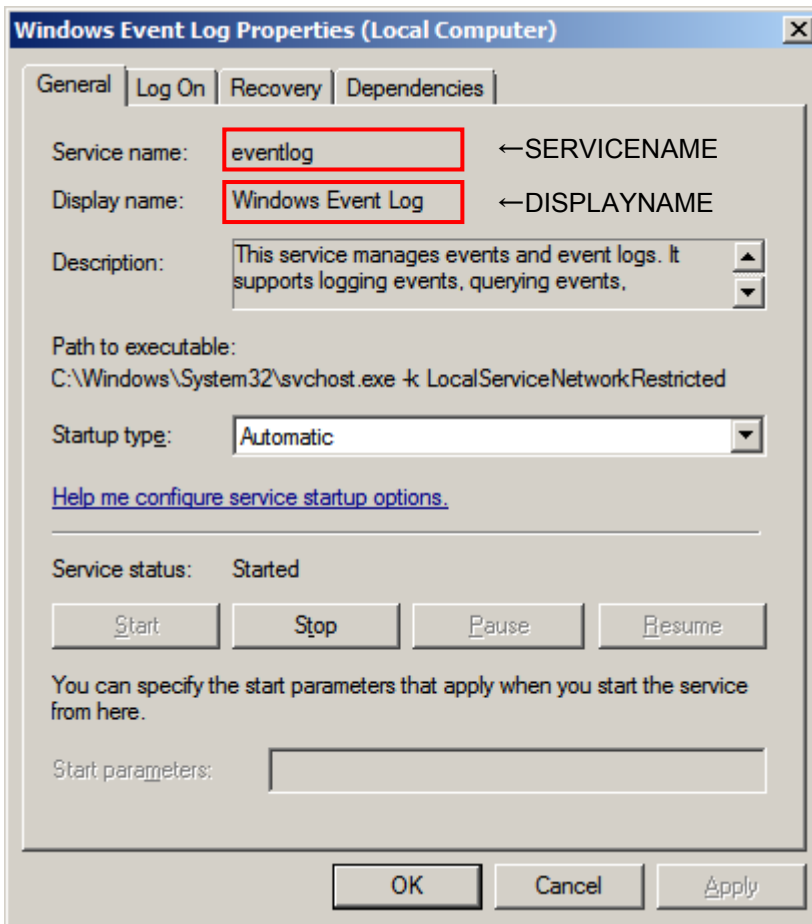 Windows Event Log Properties (Local Computer)
General Log On Recovery Dependencies
Service name: eventlog ←SERVICENAME
Display name: Windows Event Log ←DISPLAYNAME
Description: This service manages events and event logs. It
supports logging events, querying events,
Path to executable:
C:\Windows\System32\svchost.exe -k LocalServiceNetworkRestricted
Startup type: Automatic
Help me configure service startup options.
Service status: Started
Start Stop Pause Resume
You can specify the start parameters that apply when you start the service
from here.
Start parameters:
OK Cancel Apply